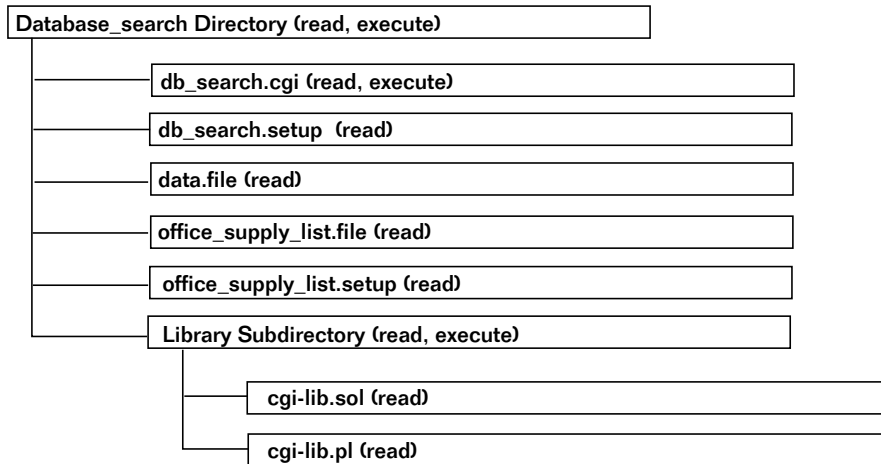 Database_search Directory (read, execute)
db_search.cgi (read, execute)
db_search.setup (read)
data.file (read)
office_supply_list.file (read)
office_supply_list.setup (read)
Library Subdirectory (read, execute)
cgi-lib.sol (read)
cgi-lib.pl (read)